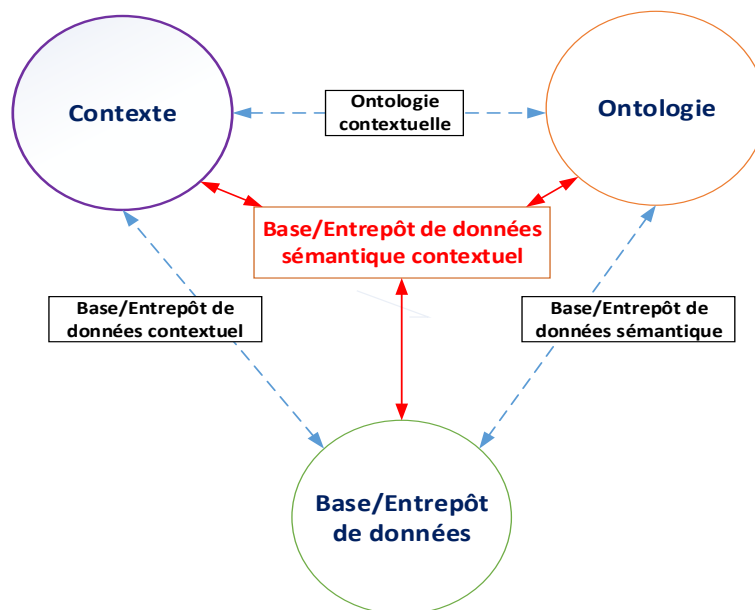 Contexte
Ontologie
contextuelle
Ontologie
Base/Entrepôt de données
sémantique contextuel
Base/Entrepôt de
données contextuel
Base/Entrepôt de
données sémantique
Base/Entrepôt
de données